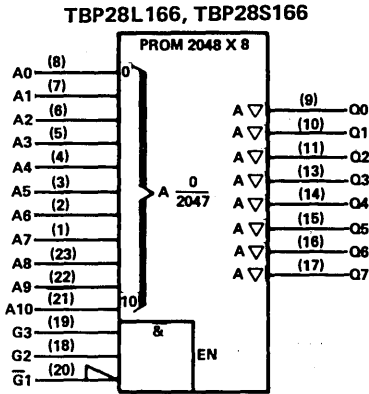 TBP28L166, TBP28S166
PROM 2048 X 8
A0 (8) 0
A1 (7)
A2 (6)
A3 (5)
A4 (4)
A5 (3)
A6 (2)
A7 (1)
A8 (23)
A9 (22)
A10 (21) 10
A 0
2047
A ▽ (9) Q0
A ▽ (10) Q1
A ▽ (11) Q2
A ▽ (13) Q3
A ▽ (14) Q4
A ▽ (15) Q5
A ▽ (16) Q6
A ▽ (17) Q7
G3 (19) &
G2 (18) EN
G̅1 (20)